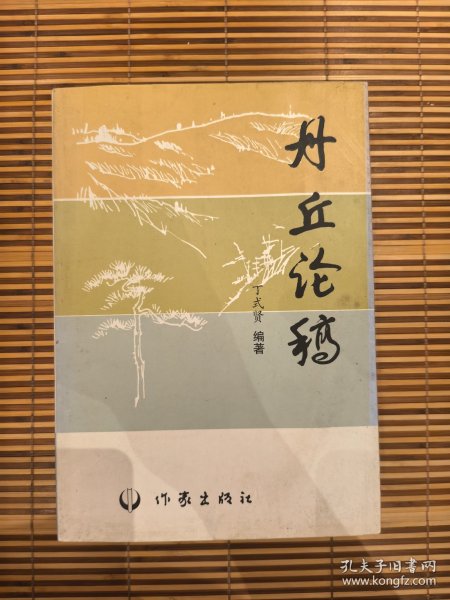 丹丘论稿
丁式贤 编著
作家出版社
孔夫子旧书网
www.kongfz.com